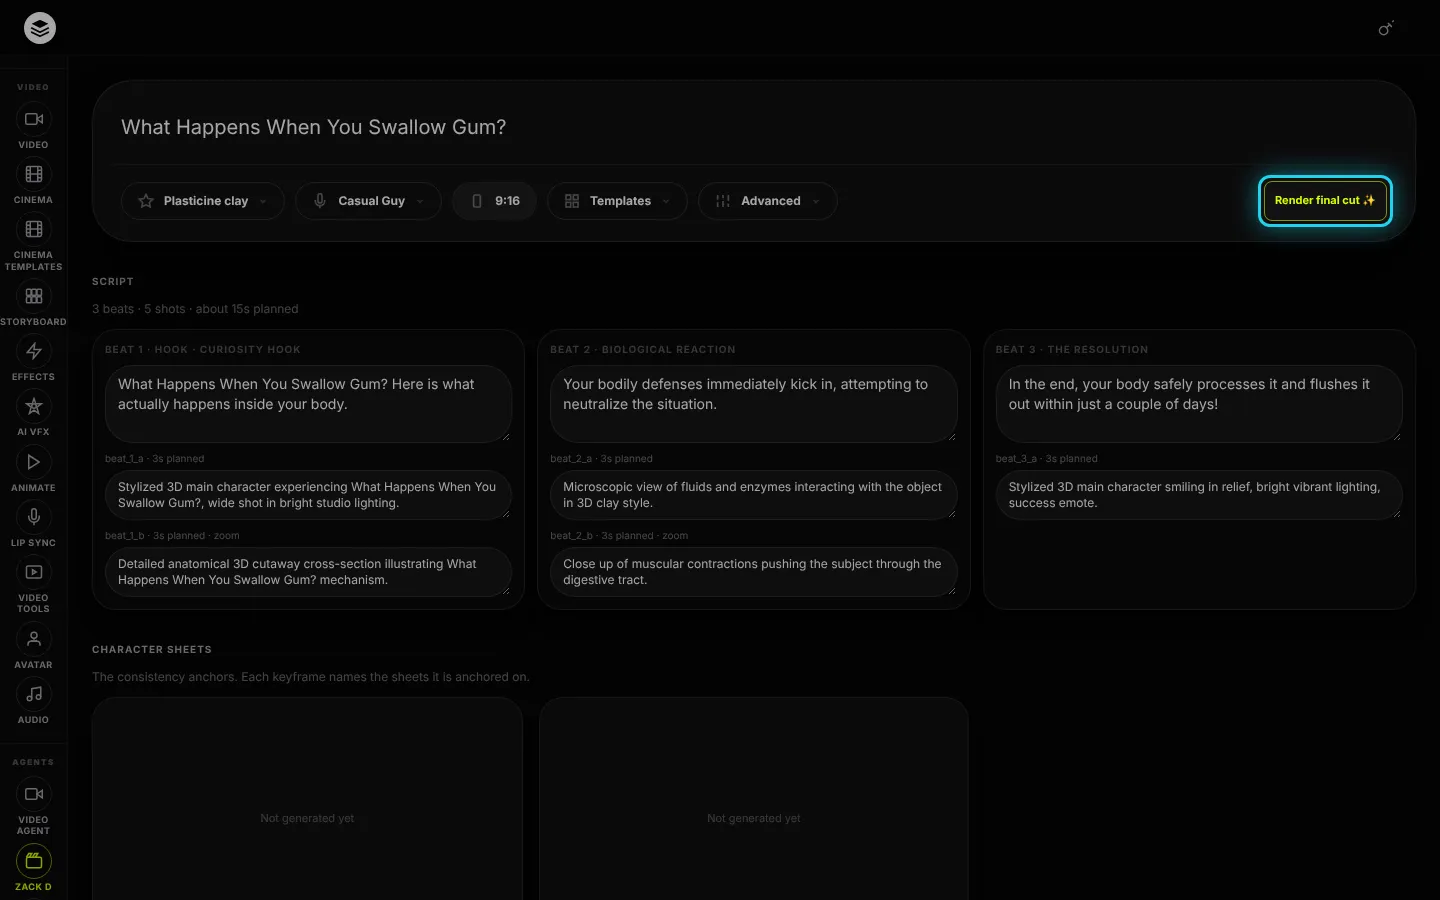 VIDEO
VIDEO
CINEMA
CINEMA
TEMPLATES
STORYBOARD
EFFECTS
AI VFX
ANIMATE
LIP SYNC
VIDEO
TOOLS
AVATAR
AUDIO
AGENTS
VIDEO
AGENT
ZACK D
What Happens When You Swallow Gum?
Plasticine clay
Casual Guy
9:16
Templates
Advanced
Render final cut ✨
SCRIPT
3 beats · 5 shots · about 15s planned
BEAT 1 · HOOK · CURIOSITY HOOK
What Happens When You Swallow Gum? Here is what
actually happens inside your body.
beat_1_a · 3s planned
Stylized 3D main character experiencing What Happens When You
Swallow Gum?, wide shot in bright studio lighting.
beat_1_b · 3s planned · zoom
Detailed anatomical 3D cutaway cross-section illustrating What
Happens When You Swallow Gum? mechanism.
BEAT 2 · BIOLOGICAL REACTION
Your bodily defenses immediately kick in, attempting to
neutralize the situation.
beat_2_a · 3s planned
Microscopic view of fluids and enzymes interacting with the object
in 3D clay style.
beat_2_b · 3s planned · zoom
Close up of muscular contractions pushing the subject through the
digestive tract.
BEAT 3 · THE RESOLUTION
In the end, your body safely processes it and flushes it
out within just a couple of days!
beat_3_a · 3s planned
Stylized 3D main character smiling in relief, bright vibrant lighting,
success emote.
CHARACTER SHEETS
The consistency anchors. Each keyframe names the sheets it is anchored on.
Not generated yet
Not generated yet